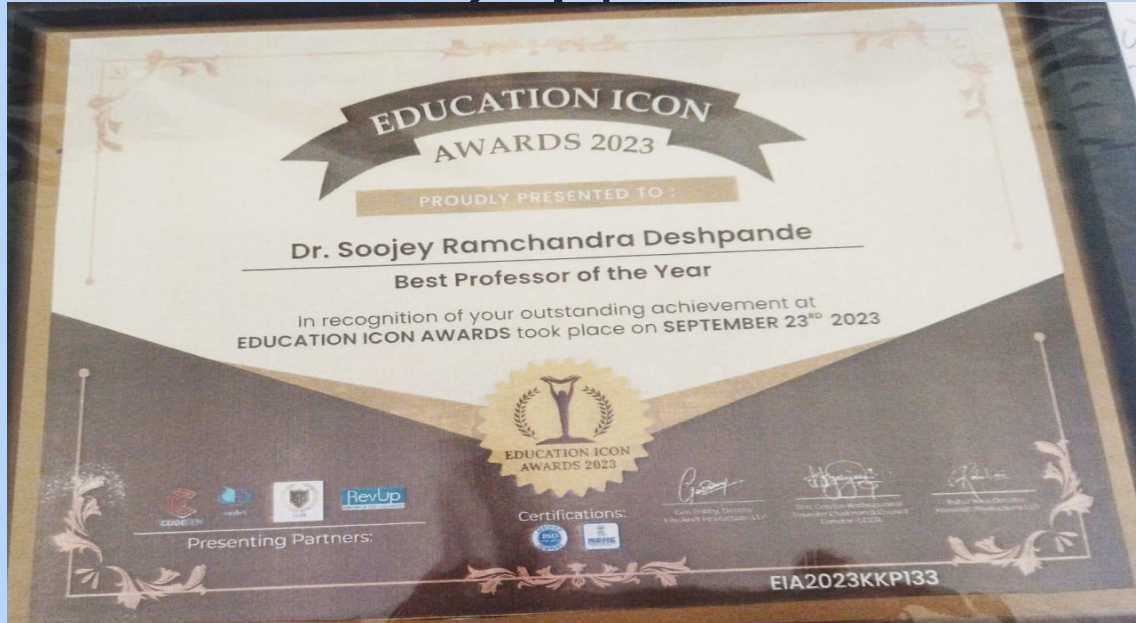 EDUCATION ICON
AWARDS 2023
PROUDLY PRESENTED TO :
Dr. Soojey Ramchandra Deshpande
Best Professor of the Year
In recognition of your outstanding achievement at
EDUCATION ICON AWARDS took place on SEPTEMBER 23RD 2023
EDUCATION ICON
AWARDS 2023
CODEGEN
RevUp
Presenting Partners:
Certifications:
ISO
EIA2023KKP133